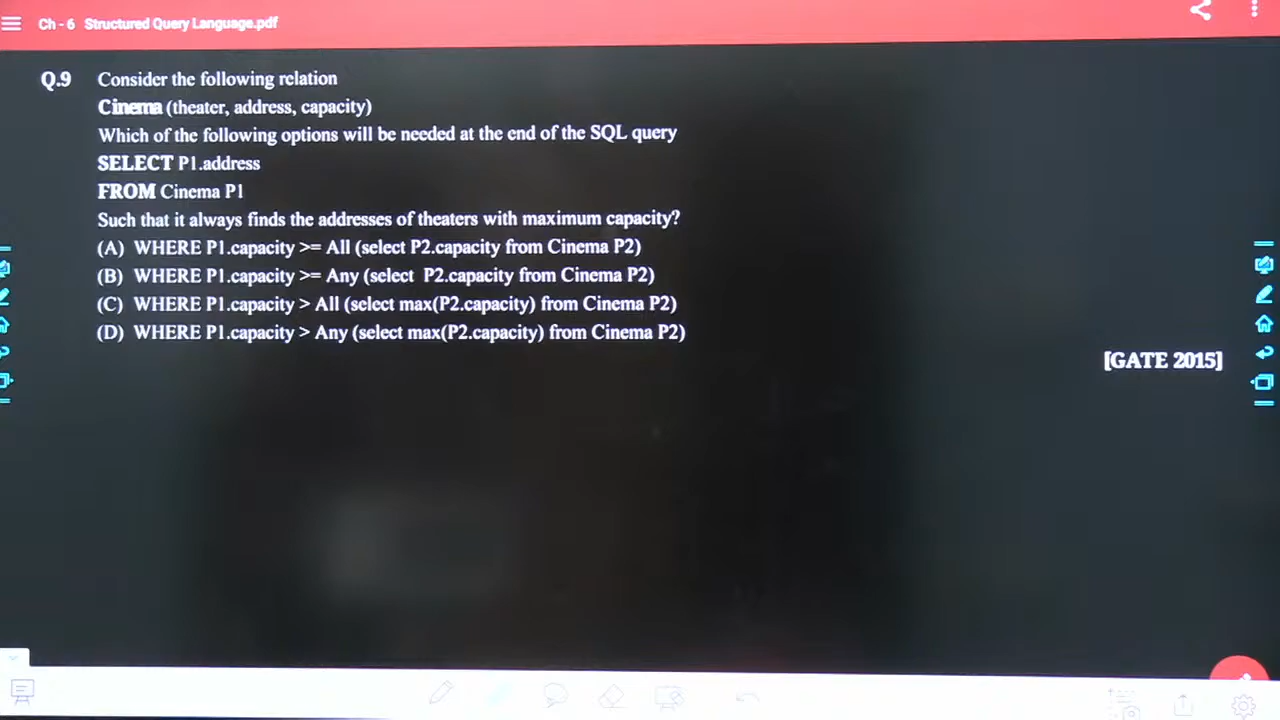 Ch - 6 Structured Query Language.pdf
Q.9 Consider the following relation
Cinema (theater, address, capacity)
Which of the following options will be needed at the end of the SQL query
SELECT P1.address
FROM Cinema P1
Such that it always finds the addresses of theaters with maximum capacity?
(A) WHERE P1.capacity >= All (select P2.capacity from Cinema P2)
(B) WHERE P1.capacity >= Any (select P2.capacity from Cinema P2)
(C) WHERE P1.capacity > All (select max(P2.capacity) from Cinema P2)
(D) WHERE P1.capacity > Any (select max(P2.capacity) from Cinema P2)
[GATE 2015]